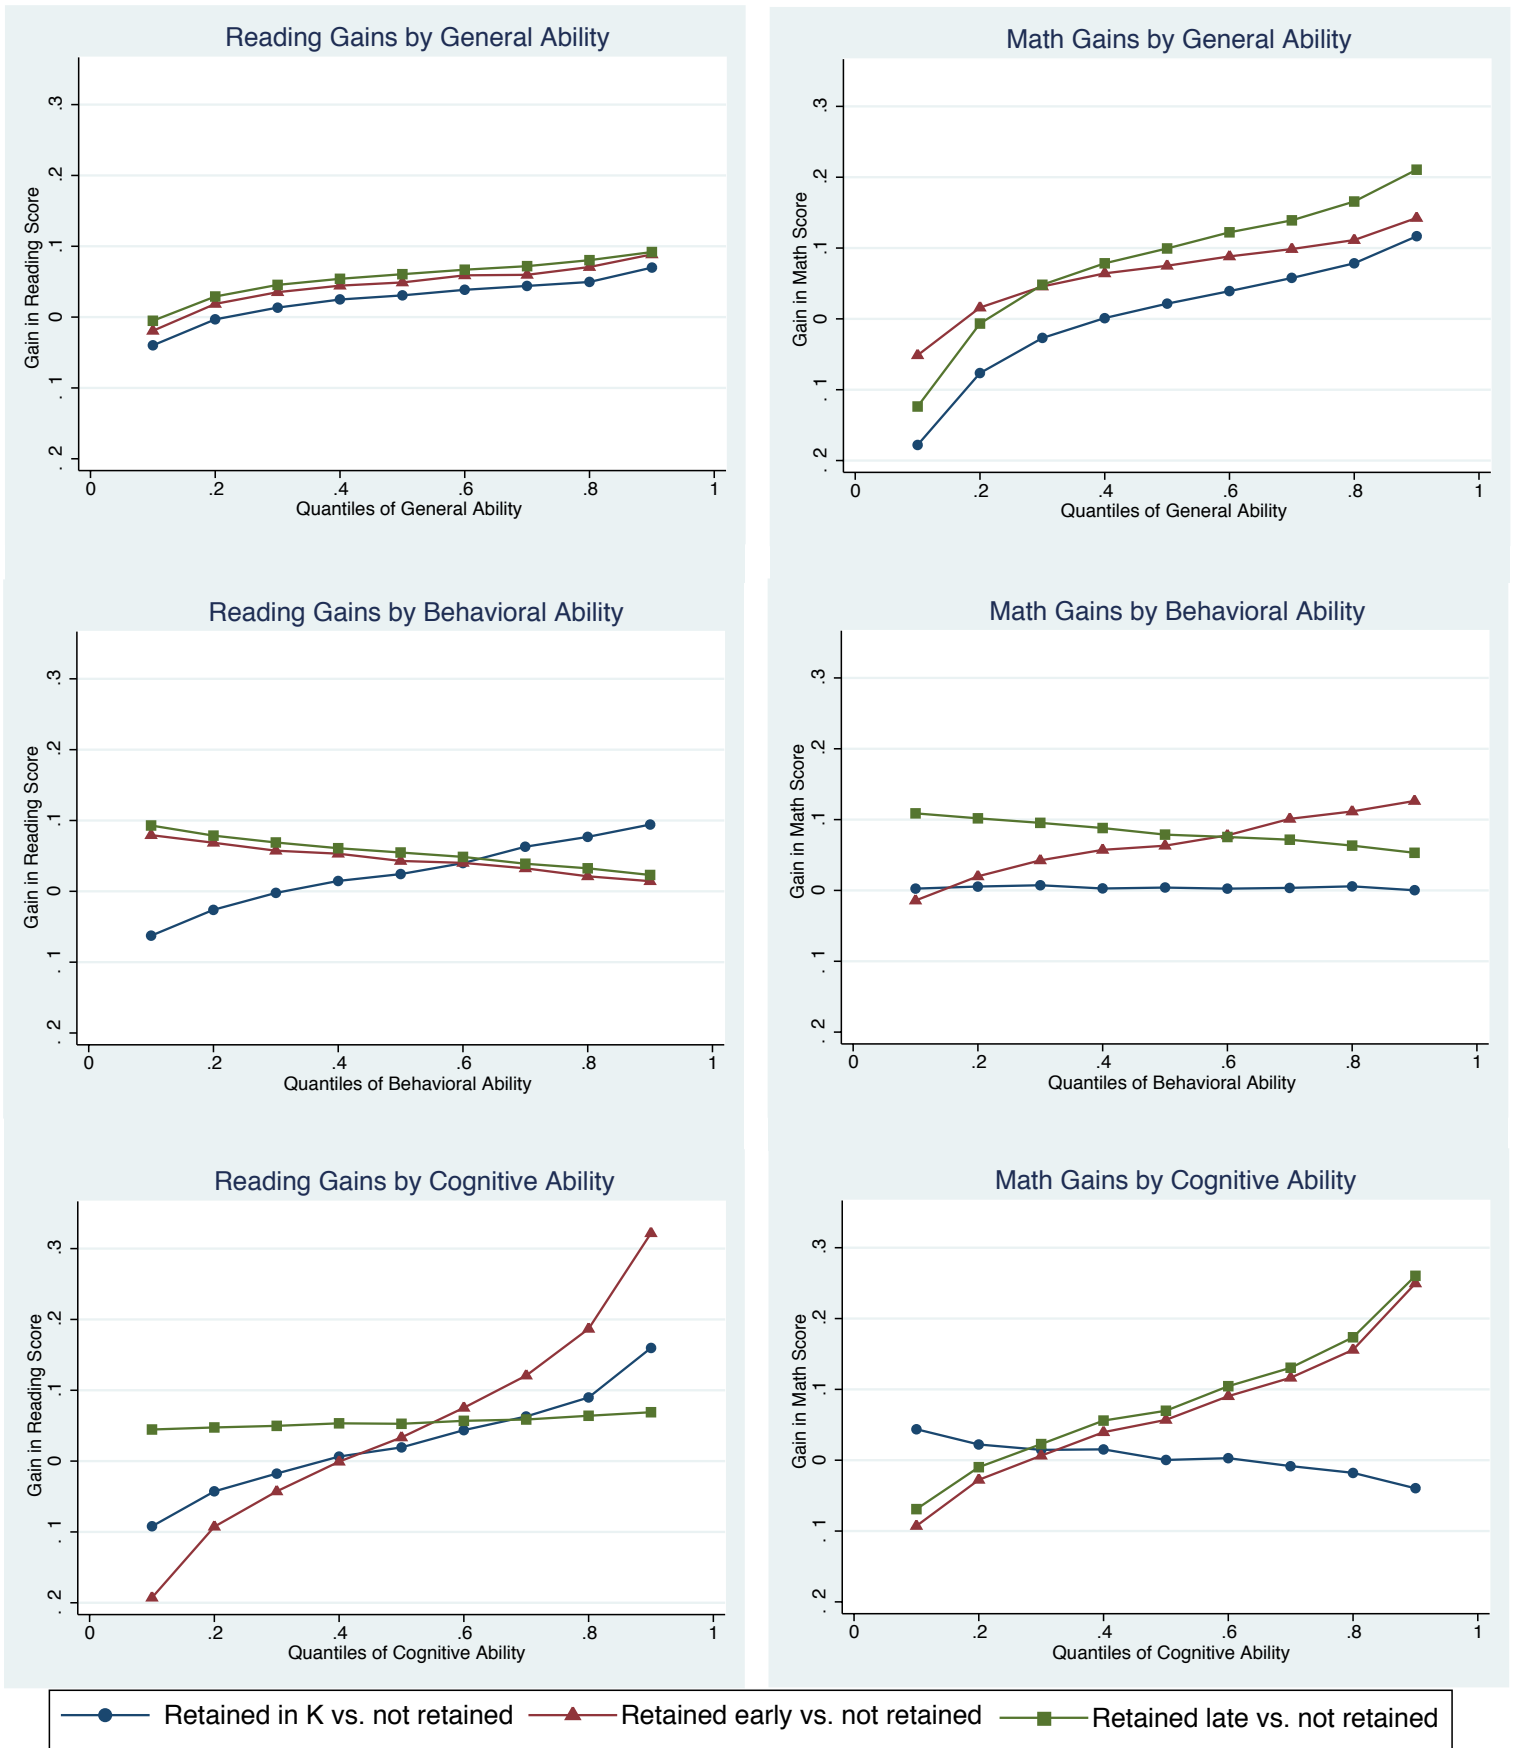 Reading Gains by General Ability
Gain in Reading Score
.3
.2
.1
0
. 1
. 2
0 .2 .4 .6 .8 1
Quantiles of General Ability
Math Gains by General Ability
Gain in Math Score
.3
.2
.1
0
. 1
. 2
0 .2 .4 .6 .8 1
Quantiles of General Ability
Reading Gains by Behavioral Ability
Gain in Reading Score
.3
.2
.1
0
. 1
. 2
0 .2 .4 .6 .8 1
Quantiles of Behavioral Ability
Math Gains by Behavioral Ability
Gain in Math Score
.3
.2
.1
0
. 1
. 2
0 .2 .4 .6 .8 1
Quantiles of Behavioral Ability
Reading Gains by Cognitive Ability
Gain in Reading Score
.3
.2
.1
0
. 1
. 2
0 .2 .4 .6 .8 1
Quantiles of Cognitive Ability
Math Gains by Cognitive Ability
Gain in Math Score
.3
.2
.1
0
. 1
. 2
0 .2 .4 .6 .8 1
Quantiles of Cognitive Ability
Retained in K vs. not retained Retained early vs. not retained Retained late vs. not retained